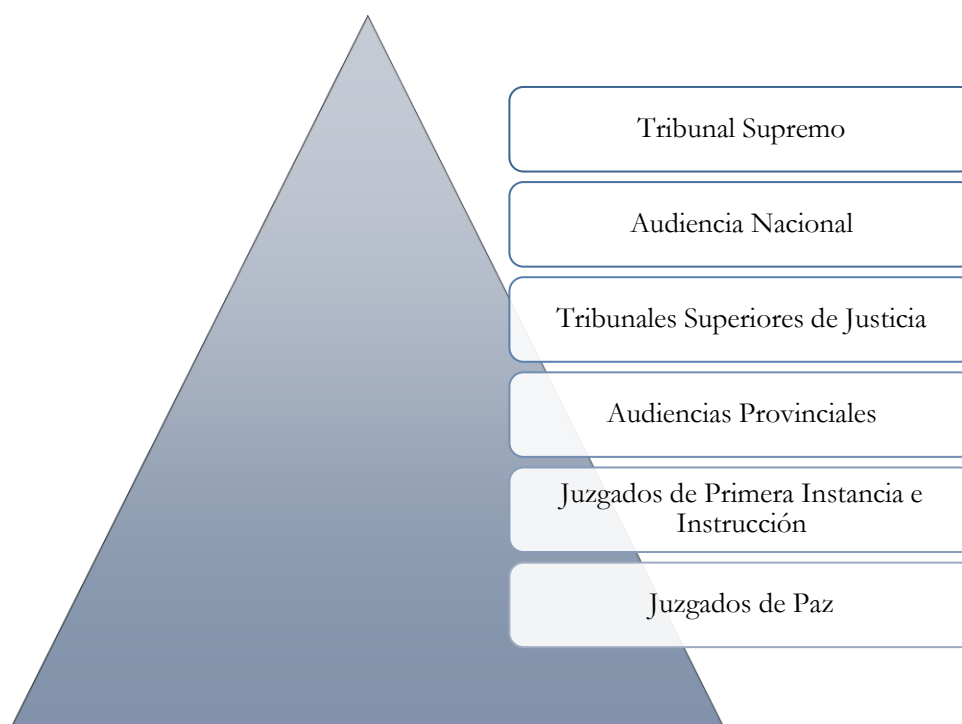 Tribunal Supremo
Audiencia Nacional
Tribunales Superiores de Justicia
Audiencias Provinciales
Juzgados de Primera Instancia e
Instrucción
Juzgados de Paz